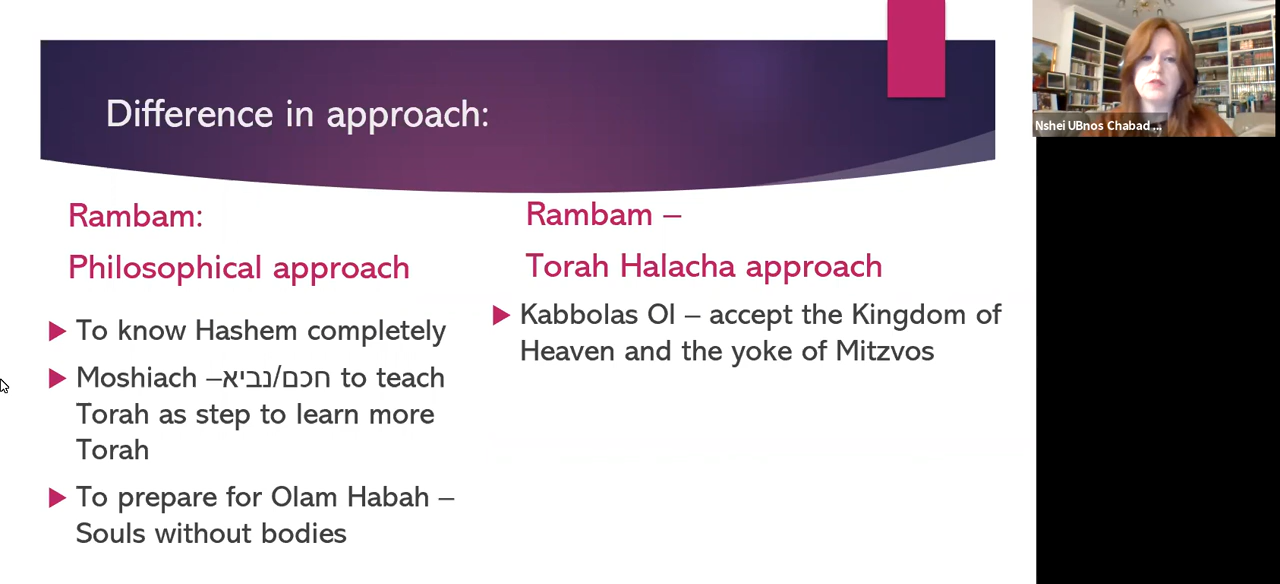 Difference in approach:
Rambam:
Philosophical approach
To know Hashem completely
Moshiach –חכם/נביא to teach
Torah as step to learn more
Torah
To prepare for Olam Habah –
Souls without bodies
Rambam –
Torah Halacha approach
Kabbolas Ol – accept the Kingdom of
Heaven and the yoke of Mitzvos
Nshei UBnos Chabad ...